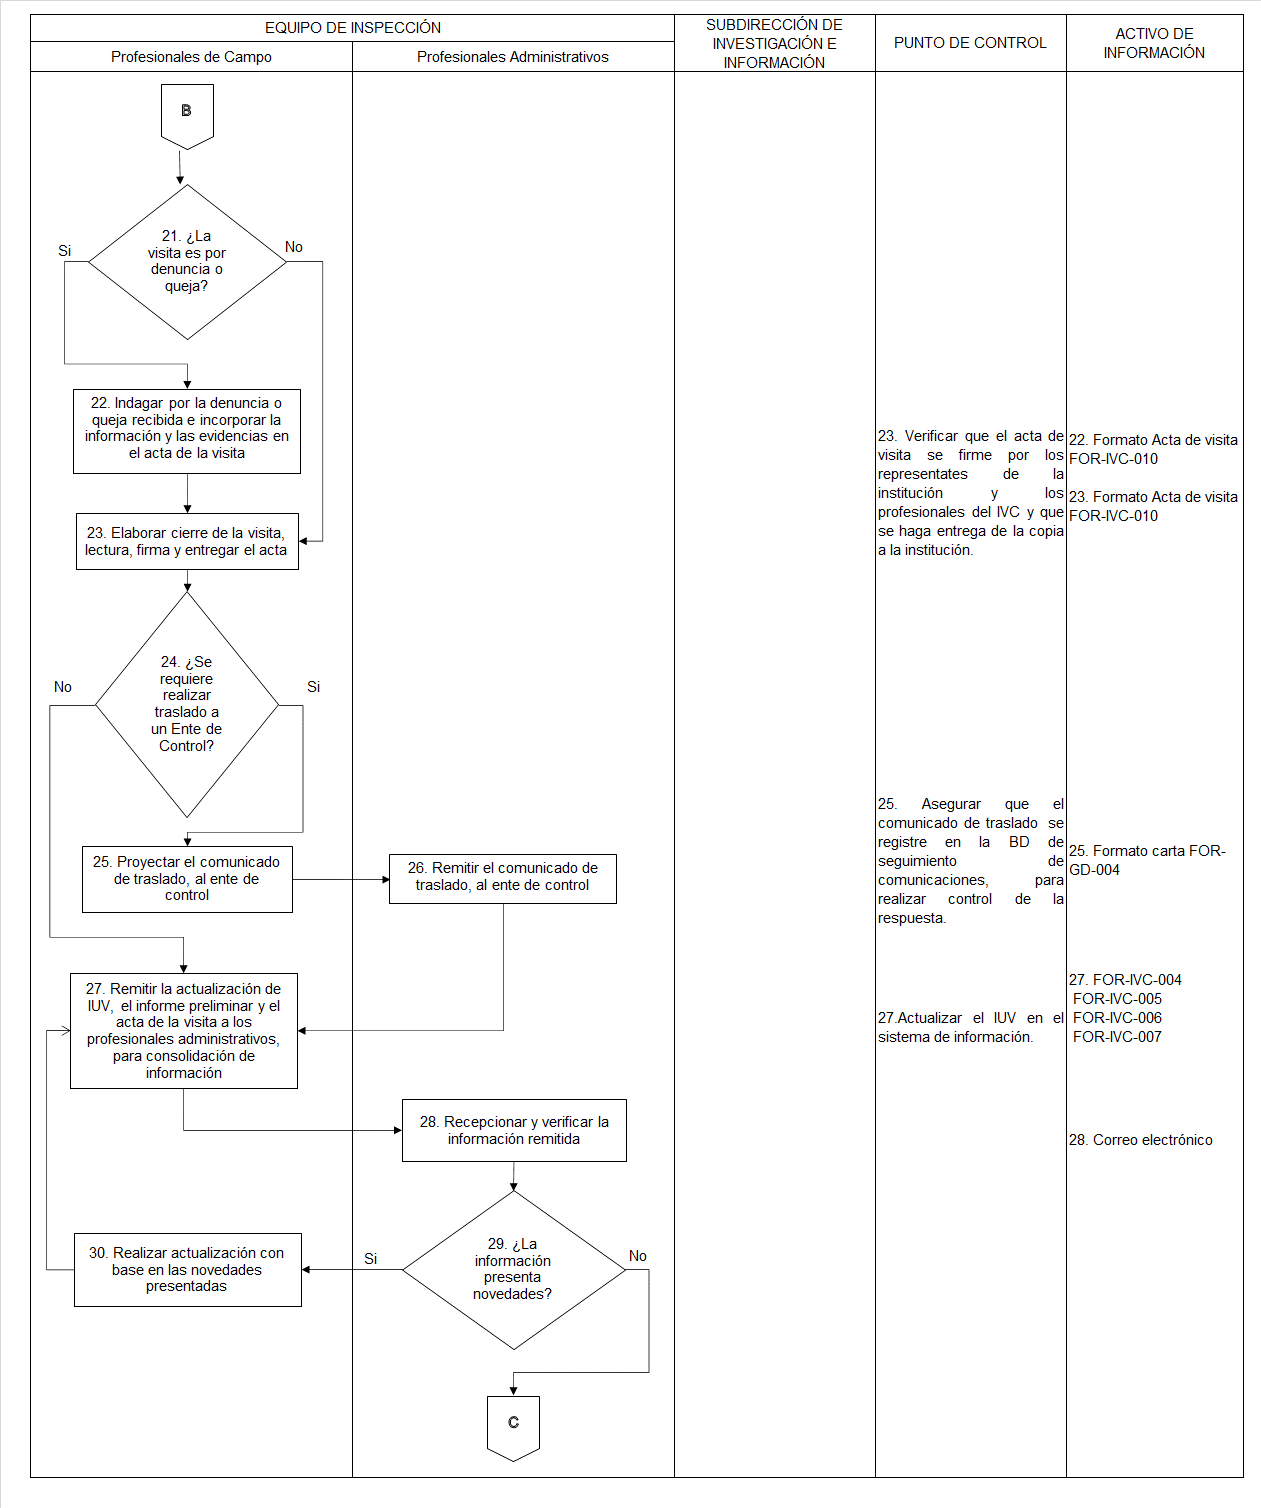 EQUIPO DE INSPECCIÓN
Profesionales de Campo
Profesionales Administrativos
SUBDIRECCIÓN DE
INVESTIGACIÓN E
INFORMACIÓN
PUNTO DE CONTROL
ACTIVO DE
INFORMACIÓN
B
21. ¿La
visita es por
denuncia o
queja?
Si
No
22. Indagar por la denuncia o
queja recibida e incorporar la
información y las evidencias en
el acta de la visita
23. Verificar que el acta de
visita se firme por los
represetates de la
institución y los
profesionales del IVC y que
se haga entrega de la copia
a la institución.
22. Formato Acta de visita
FOR-IVC-010
23. Formato Acta de visita
FOR-IVC-010
23. Elaborar cierre de la visita,
lectura, firma y entregar el acta
24. ¿Se
requiere
realizar
traslado a
un Ente de
Control?
No
Si
25. Proyectar el comunicado
de traslado, al ente de
control
26. Remitir el comunicado de
traslado, al ente de control
25. Asegurar que el
comunicado de traslado se
registre en la BD de
seguimiento de
comunicaciones, para
realizar control de la
respuesta.
25. Formato carta FOR-
GD-004
27. Remitir la actualización de
IUV, el informe preliminar y el
acta de la visita a los
profesionales administrativos,
para consolidación de
información
27.Actualizar el IUV en el
sistema de información.
27. FOR-IVC-004
FOR-IVC-005
FOR-IVC-006
FOR-IVC-007
28. Recepcionar y verificar la
información remitida
28. Correo electrónico
29. ¿La
información
presenta
novedades?
Si
No
30. Realizar actualización con
base en las novedades
presentadas
C